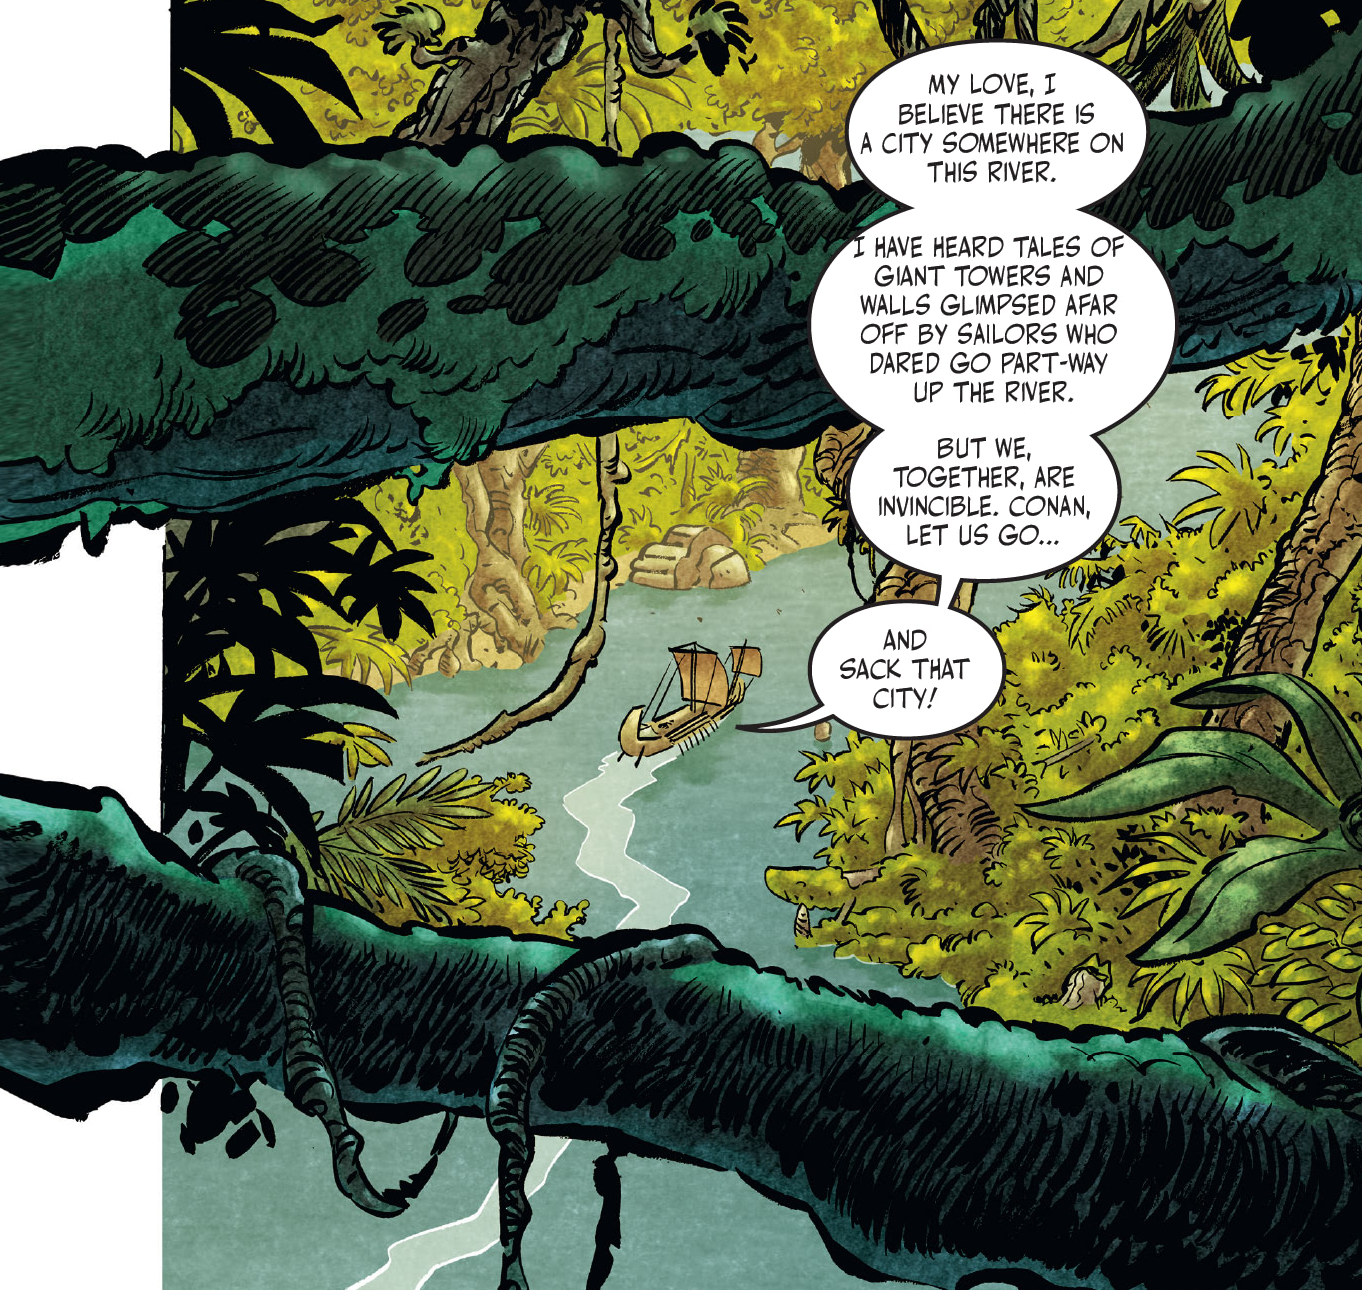 MY LOVE, I
BELIEVE THERE IS
A CITY SOMEWHERE ON
THIS RIVER.
I HAVE HEARD TALES OF
GIANT TOWERS AND
WALLS GLIMPSED AFAR
OFF BY SAILORS WHO
DARED GO PART-WAY
UP THE RIVER.
BUT WE,
TOGETHER, ARE
INVINCIBLE. CONAN,
LET US GO...
AND
SACK THAT
CITY!